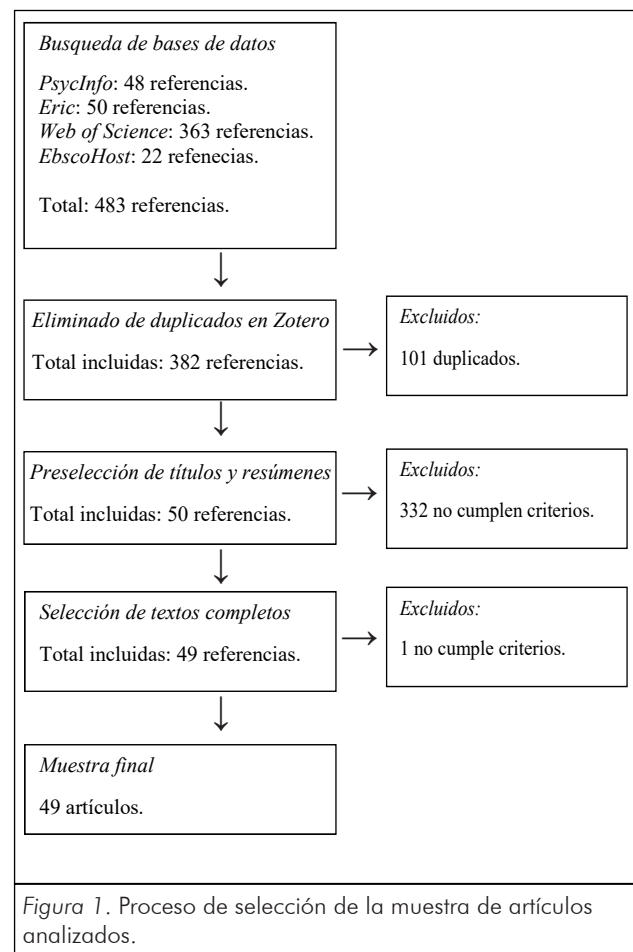 Busqueda de bases de datos
PsycInfo: 48 referencias.
Eric: 50 referencias.
Web of Science: 363 referencias.
EbscoHost: 22 refenecias.
Total: 483 referencias.
Eliminado de duplicados en Zotero
Total incluidas: 382 referencias.
Excluidos:
101 duplicados.
Preselección de títulos y resúmenes
Total incluidas: 50 referencias.
Excluidos:
332 no cumplen criterios.
Selección de textos completos
Total incluidas: 49 referencias.
Excluidos:
1 no cumple criterios.
Muestra final
49 artículos.
Figura 1. Proceso de selección de la muestra de artículos
analizados.